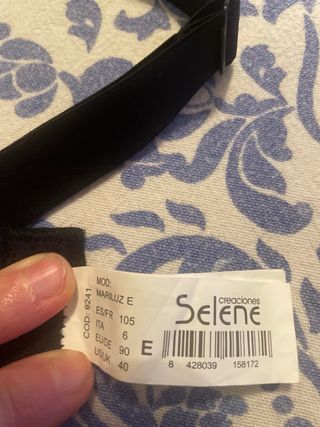 COD: 9241
MOD:
MARILUZ E
ES/FR 105
ITA 6
EU/DE 90
US/UK 40
E
creaciones
Selene
8 428039 158172